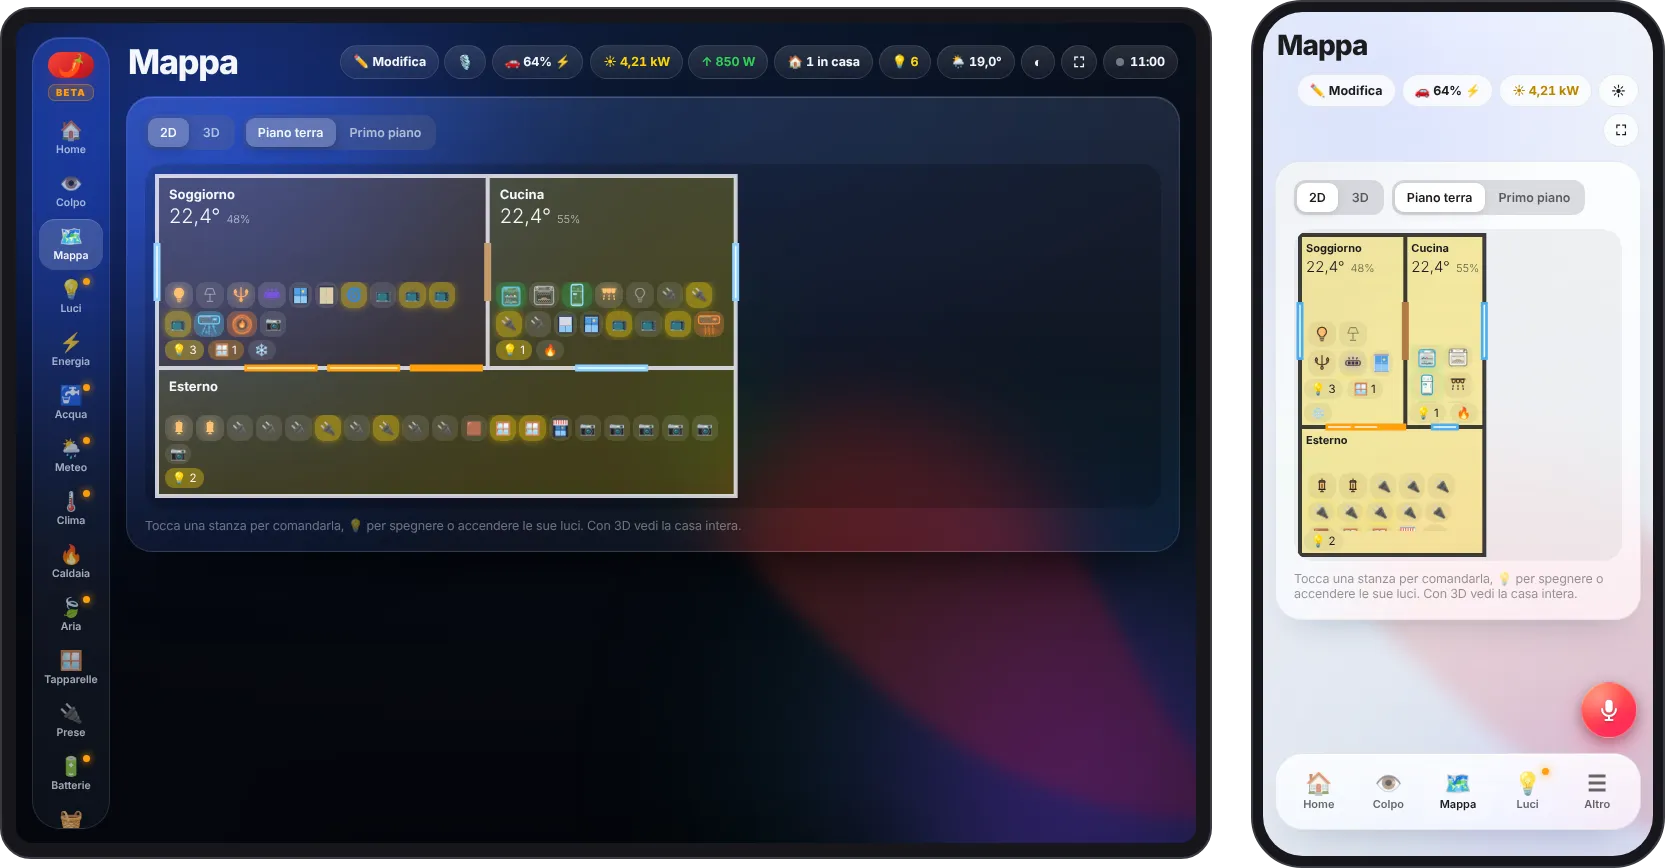 BETA
Home
Colpo
Mappa
Luci
Energia
Acqua
Meteo
Clima
Caldaia
Aria
Tapparelle
Prese
Batterie
Mappa
Modifica
64%
4,21 kW
↑ 850 W
1 in casa
6
19,0°
11:00
2D 3D
Piano terra Primo piano
Soggiorno
22,4° 48%
3
1
Cucina
22,4° 55%
1
Esterno
2
Tocca una stanza per comandarla, 💡 per spegnere o accendere le sue luci. Con 3D vedi la casa intera.
Mappa
Modifica
64%
4,21 kW
2D 3D
Piano terra Primo piano
Soggiorno
22,4° 48%
3
1
Cucina
22,4° 55%
1
Esterno
2
Tocca una stanza per comandarla, 💡 per spegnere o
accendere le sue luci. Con 3D vedi la casa intera.
Home
Colpo
Mappa
Luci
Altro